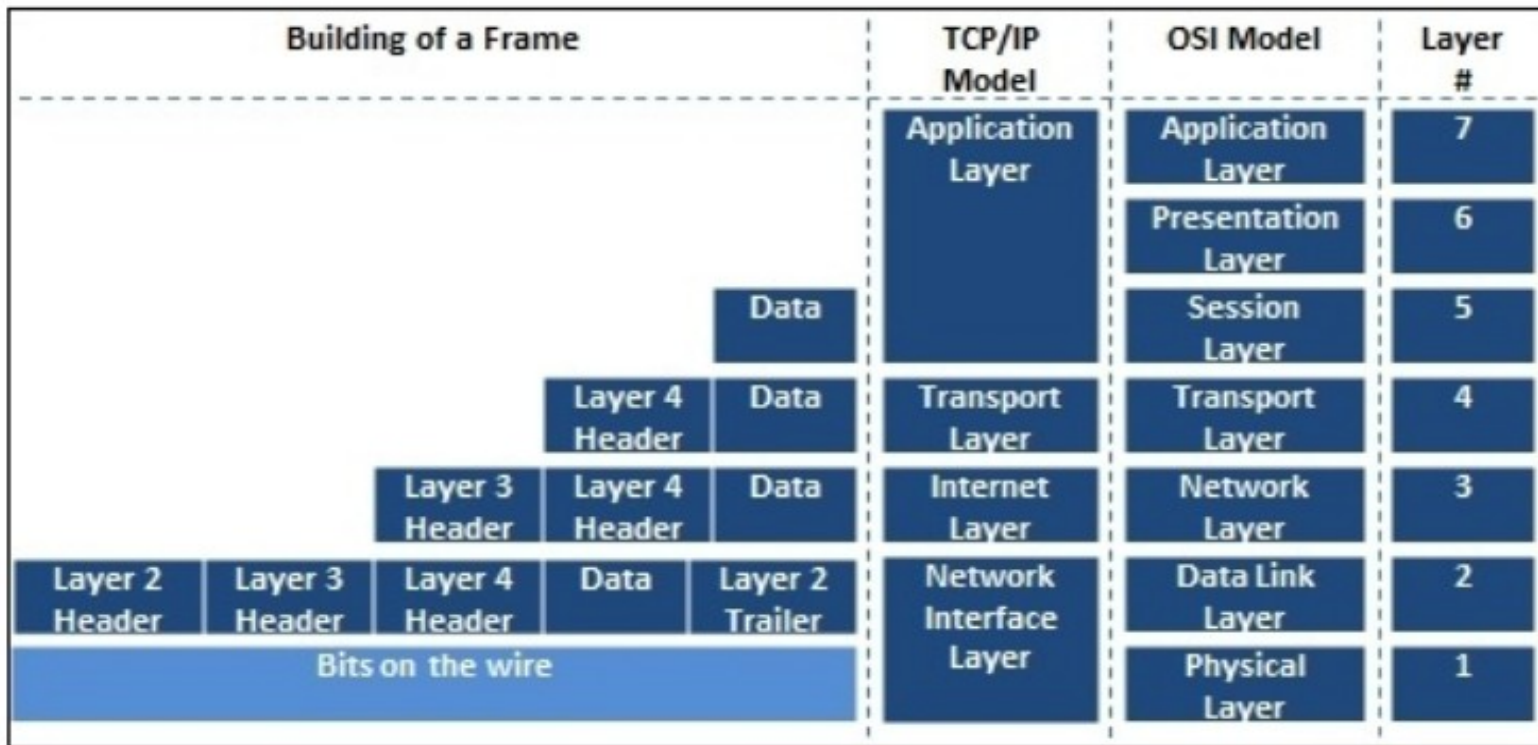 Building of a Frame TCP/IP OSI Model Layer
Model #
Application Application 7
Layer Layer
Presentation 6
Layer
Data Session 5
Layer
Layer 4 Data Transport Transport 4
Header Layer Layer
Layer 3 Layer 4 Data Internet Network 3
Header Header Layer Layer
Layer 2 Layer 3 Layer 4 Data Layer 2 Network Data Link 2
Header Header Header Trailer Interface Layer
Bits on the wire Layer Physical 1
Layer